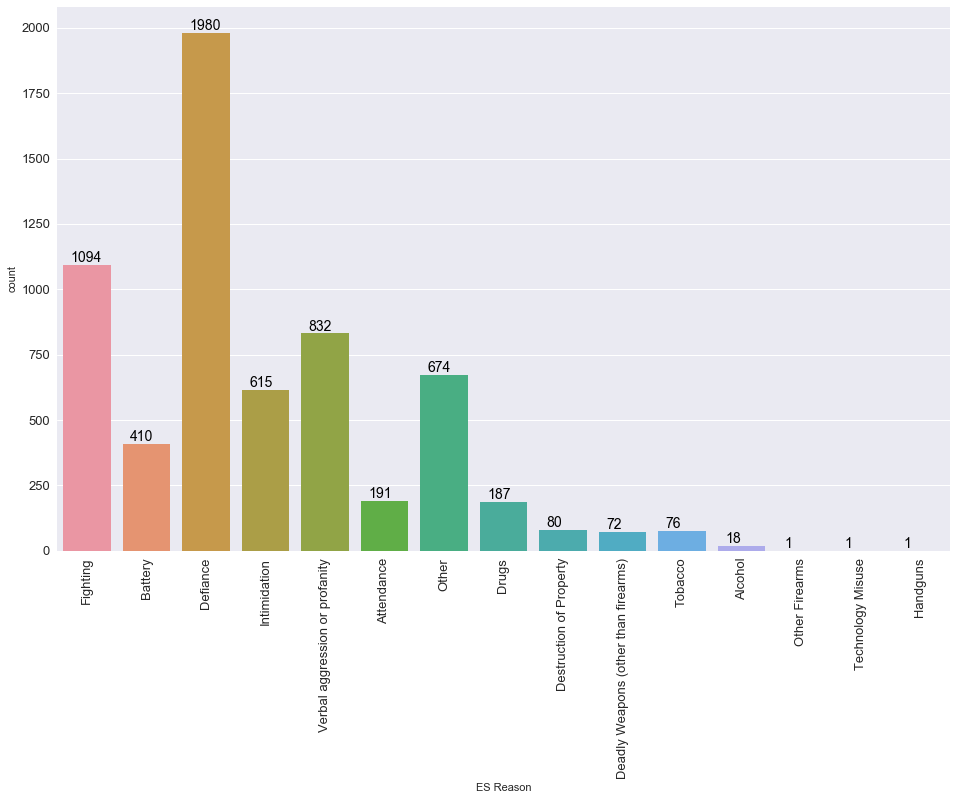 2000
1750
1500
1250
1000
750
500
250
0
count
1094
410
1980
615
832
191
674
187
80
72
76
18
1
1
1
Fighting
Battery
Defiance
Intimidation
Verbal aggression or profanity
Attendance
Other
Drugs
Destruction of Property
Deadly Weapons (other than firearms)
Tobacco
Alcohol
Other Firearms
Technology Misuse
Handguns
ES Reason